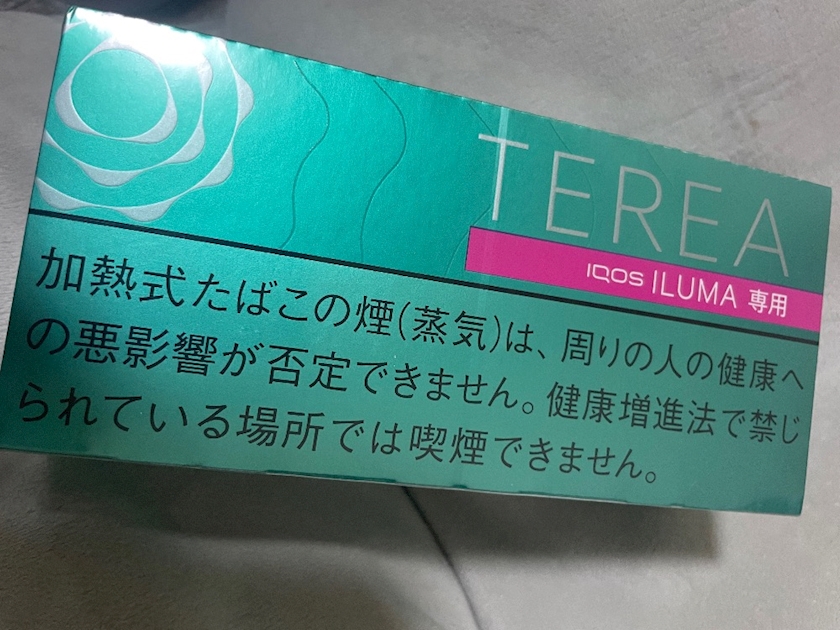 TEREA
IQOS ILUMA 専用
加熱式たばこの煙(蒸気)は、周りの人の健康へ
の悪影響が否定できません。健康増進法で禁じ
られている場所では喫煙できません。